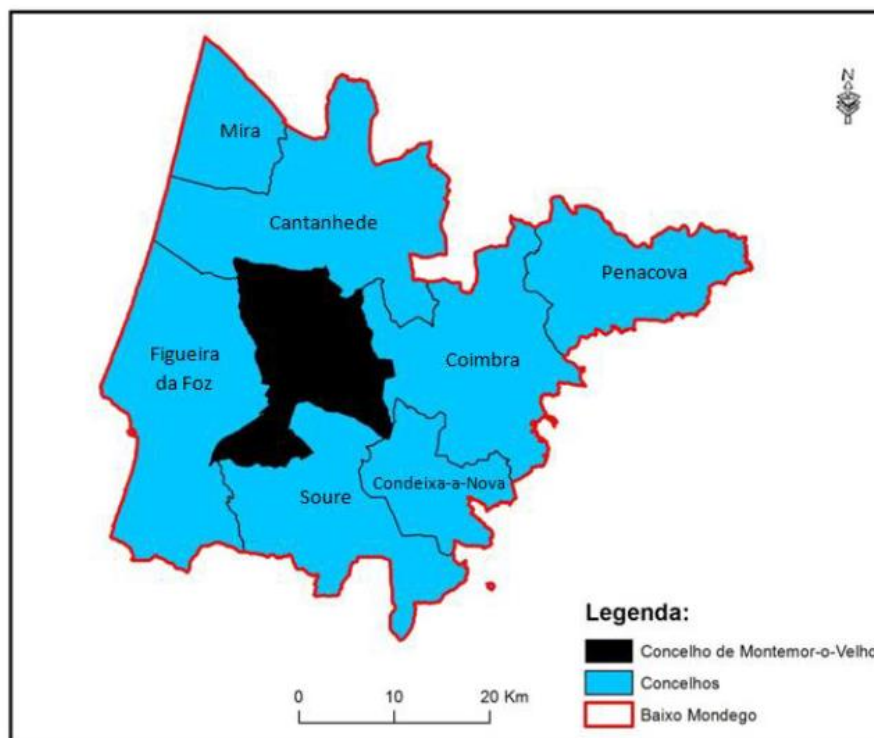 N
Mira
Cantanhede
Penacova
Figueira
da Foz
Coimbra
Condeixa-a-Nova
Soure
Legenda:
Concelho de Montemor-o-Velho
Concelhos
Baixo Mondego
0 10 20 Km